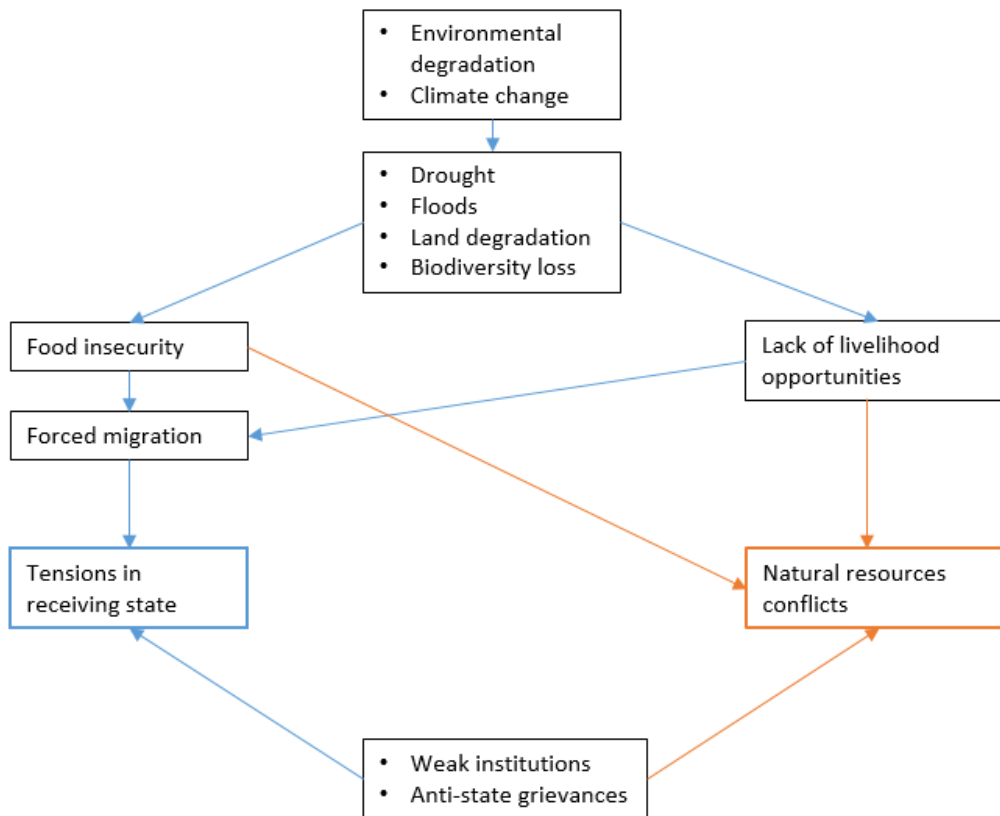 • Environmental
degradation
• Climate change
• Drought
• Floods
• Land degradation
• Biodiversity loss
Food insecurity
Lack of livelihood
opportunities
Forced migration
Tensions in
receiving state
Natural resources
conflicts
• Weak institutions
• Anti-state grievances